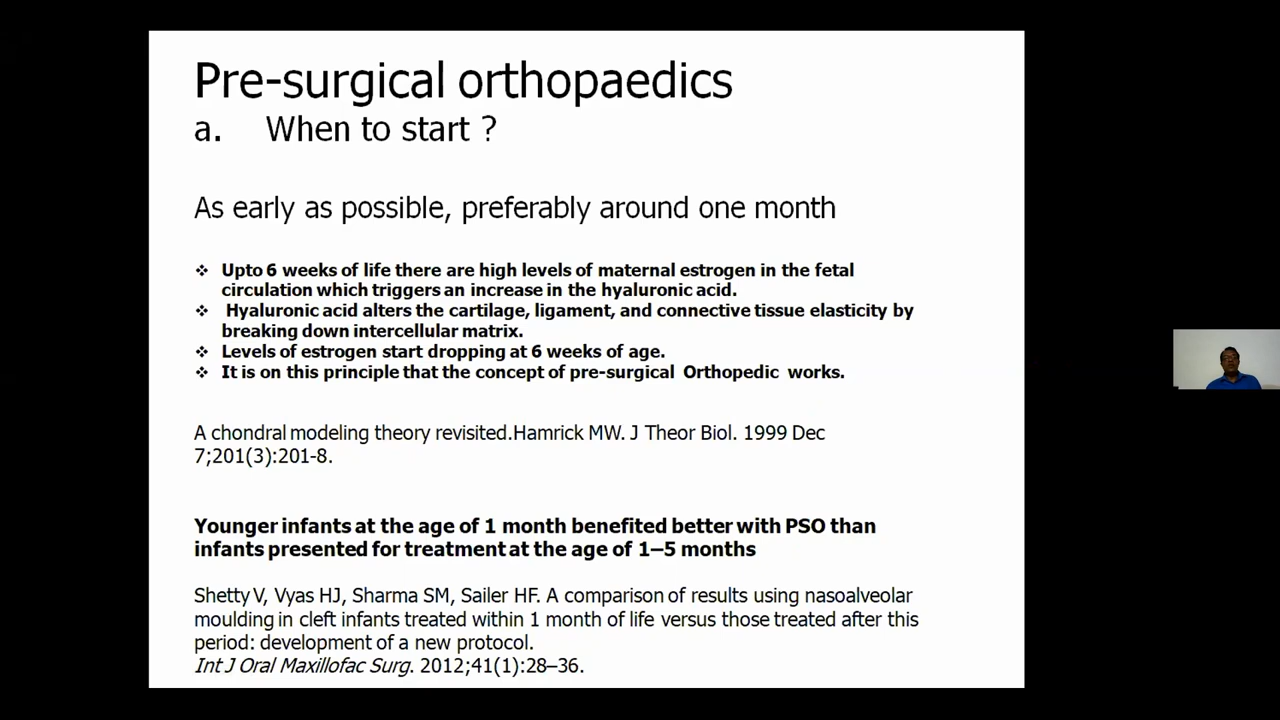 Pre-surgical orthopaedics
a. When to start ?
As early as possible, preferably around one month
❖ Upto 6 weeks of life there are high levels of maternal estrogen in the fetal
circulation which triggers an increase in the hyaluronic acid.
❖ Hyaluronic acid alters the cartilage, ligament, and connective tissue elasticity by
breaking down intercellular matrix.
❖ Levels of estrogen start dropping at 6 weeks of age.
❖ It is on this principle that the concept of pre-surgical Orthopedic works.
A chondral modeling theory revisited.Hamrick MW. J Theor Biol. 1999 Dec
7;201(3):201-8.
Younger infants at the age of 1 month benefited better with PSO than
infants presented for treatment at the age of 1–5 months
Shetty V, Vyas HJ, Sharma SM, Sailer HF. A comparison of results using nasoalveolar
moulding in cleft infants treated within 1 month of life versus those treated after this
period: development of a new protocol.
Int J Oral Maxillofac Surg. 2012;41(1):28–36.